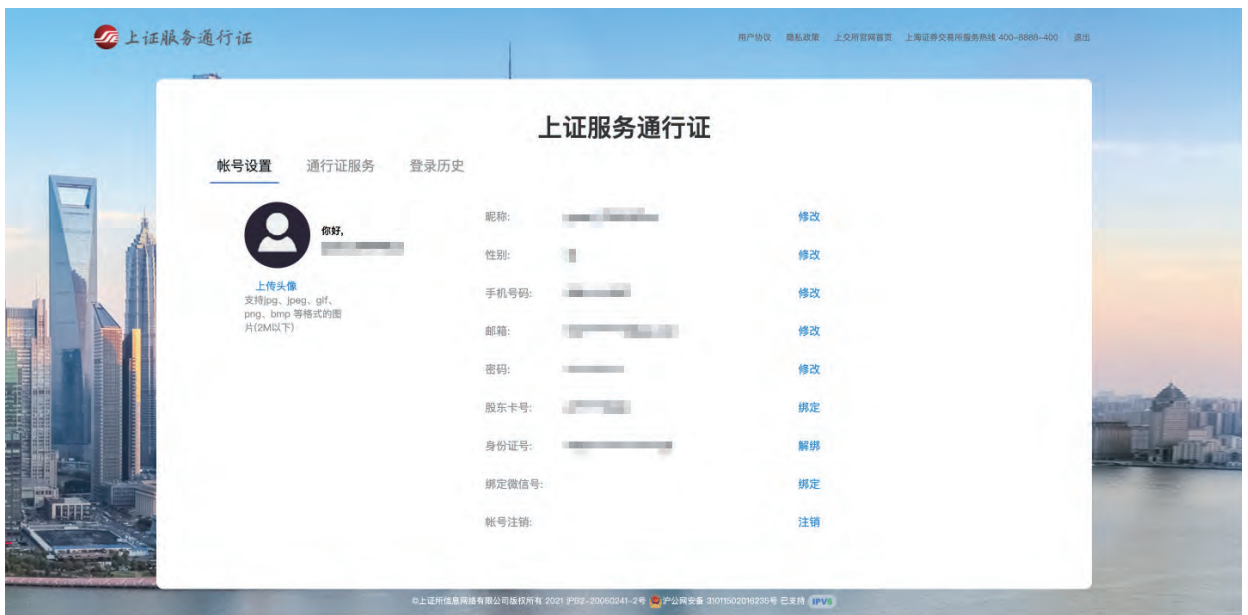 上证服务通行证
用户协议 隐私政策 上交所官网首页 上海证券交易所服务热线 400-8888-400 退出
上证服务通行证
帐号设置 通行证服务 登录历史
你好,
上传头像
支持jpg、jpeg、gif、
png、bmp 等格式的图
片(2M以下)
昵称: 修改
性别: 修改
手机号码: 修改
邮箱: 修改
密码: 修改
股东卡号: 绑定
身份证号: 解绑
绑定微信号: 绑定
帐号注销: 注销
©上证所信息网络有限公司版权所有 2021 沪B2-20050241-2号 沪公网安备 31011502016235号 已支持 IPV6